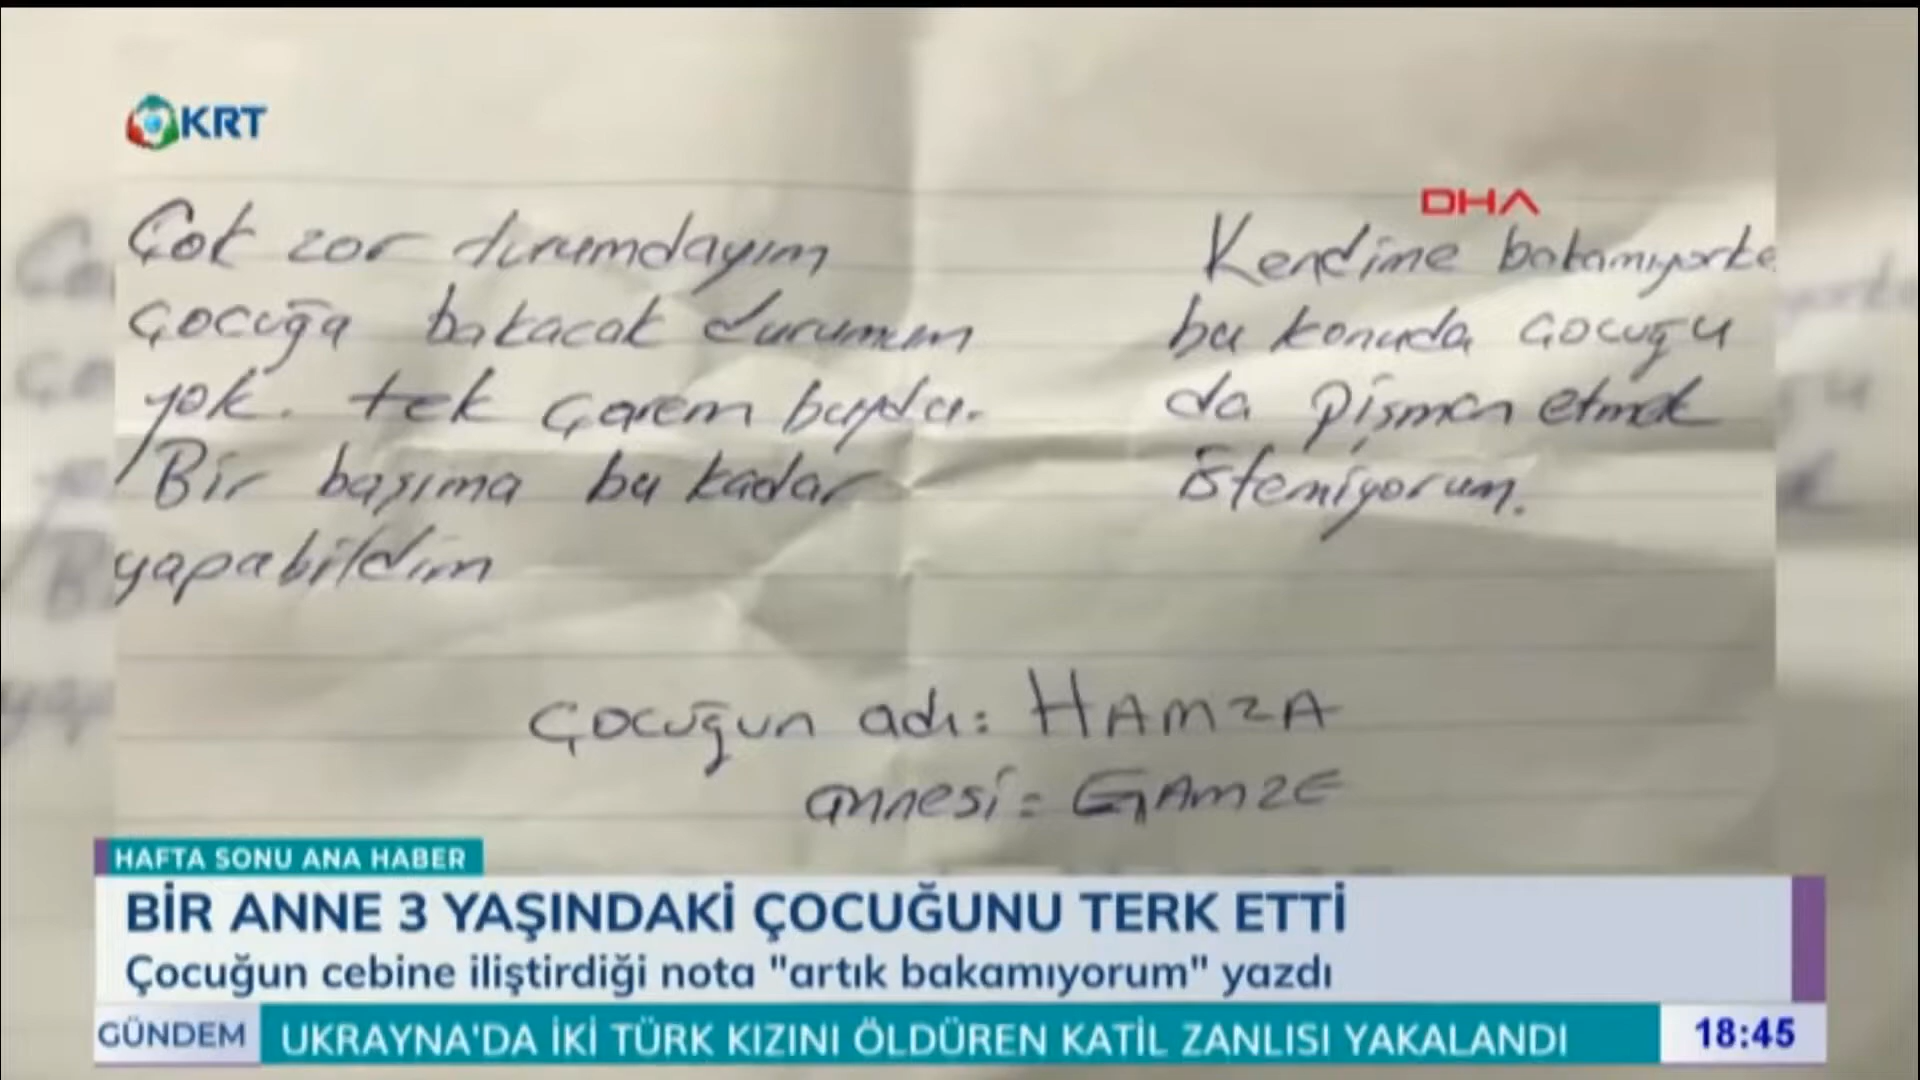 KRT
DHA
Çok zor durumdayım
çocuğa bakacak durumum
yok. tek çarem buydu.
Bir başıma bu kadar
yapabildim
Kendime bakamıyorke
bu konuda çocuğu
da pişman etmek
istemiyorum.
Çocuğun adı: HAMZA
annesi = GAMZE
HAFTA SONU ANA HABER
BİR ANNE 3 YAŞINDAKİ ÇOCUĞUNU TERK ETTİ
Çocuğun cebine iliştirdiği nota "artık bakamıyorum" yazdı
GÜNDEM UKRAYNA'DA İKİ TÜRK KIZINI ÖLDÜREN KATİL ZANLISI YAKALANDI 18:45